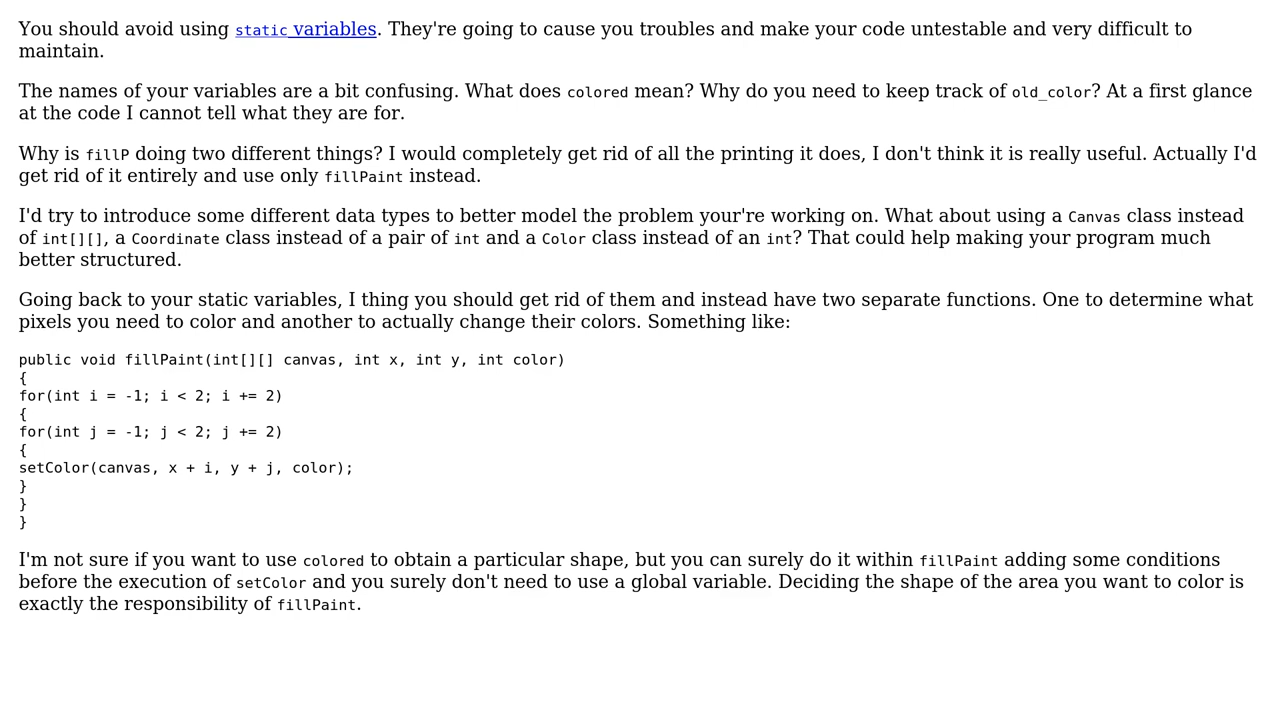 You should avoid using static variables. They're going to cause you troubles and make your code untestable and very difficult to
maintain.
The names of your variables are a bit confusing. What does colored mean? Why do you need to keep track of old_color? At a first glance
at the code I cannot tell what they are for.
Why is fillP doing two different things? I would completely get rid of all the printing it does, I don't think it is really useful. Actually I'd
get rid of it entirely and use only fillPaint instead.
I'd try to introduce some different data types to better model the problem your're working on. What about using a Canvas class instead
of int[][], a Coordinate class instead of a pair of int and a Color class instead of an int? That could help making your program much
better structured.
Going back to your static variables, I thing you should get rid of them and instead have two separate functions. One to determine what
pixels you need to color and another to actually change their colors. Something like:
public void fillPaint(int[][] canvas, int x, int y, int color)
{
for(int i = -1; i < 2; i += 2)
{
for(int j = -1; j < 2; j += 2)
{
setColor(canvas, x + i, y + j, color);
}
}
}
I'm not sure if you want to use colored to obtain a particular shape, but you can surely do it within fillPaint adding some conditions
before the execution of setColor and you surely don't need to use a global variable. Deciding the shape of the area you want to color is
exactly the responsibility of fillPaint.